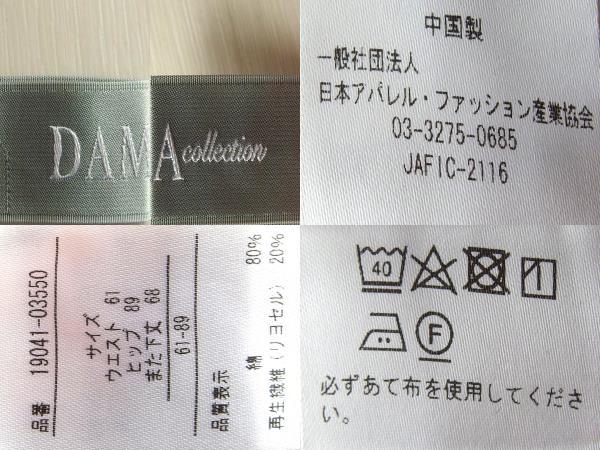 DAMA collection
中国製
一般社団法人
日本アパレル・ファッション産業協会
03-3275-0685
JAFIC-2116
品番 19041-03550
サイズ
ウエスト 61
ヒップ 89
また下丈 68
61-89
品質表示
綿 80%
再生繊維(リヨセル) 20%
40
F
必ずあて布を使用してくださ
い。